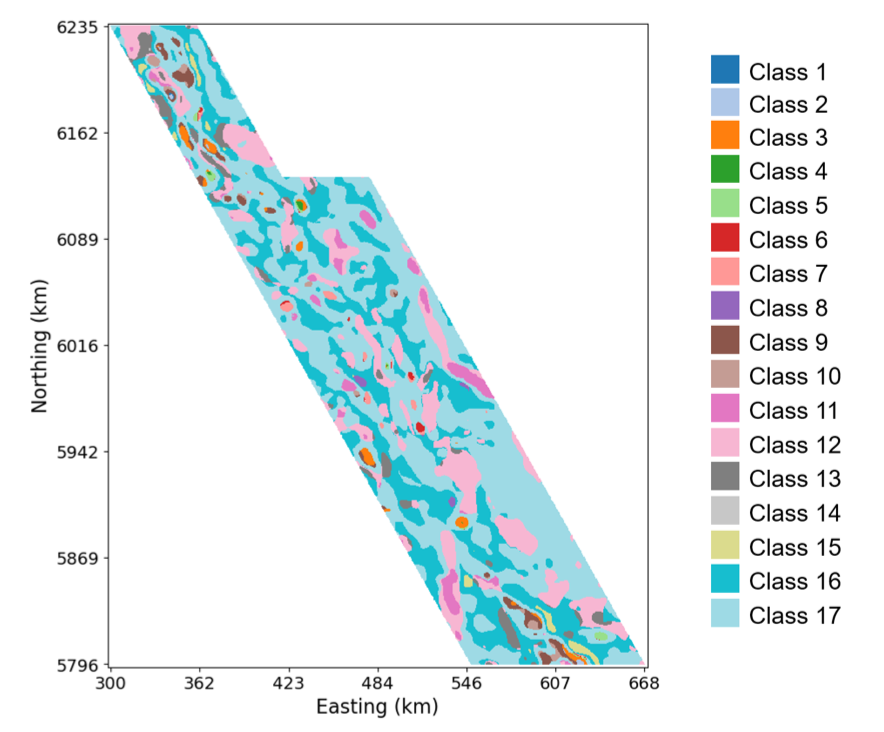 6235
6162
6089
6016
5942
5869
5796
Northing (km)
300 362 423 484 546 607 668
Easting (km)
Class 1
Class 2
Class 3
Class 4
Class 5
Class 6
Class 7
Class 8
Class 9
Class 10
Class 11
Class 12
Class 13
Class 14
Class 15
Class 16
Class 17